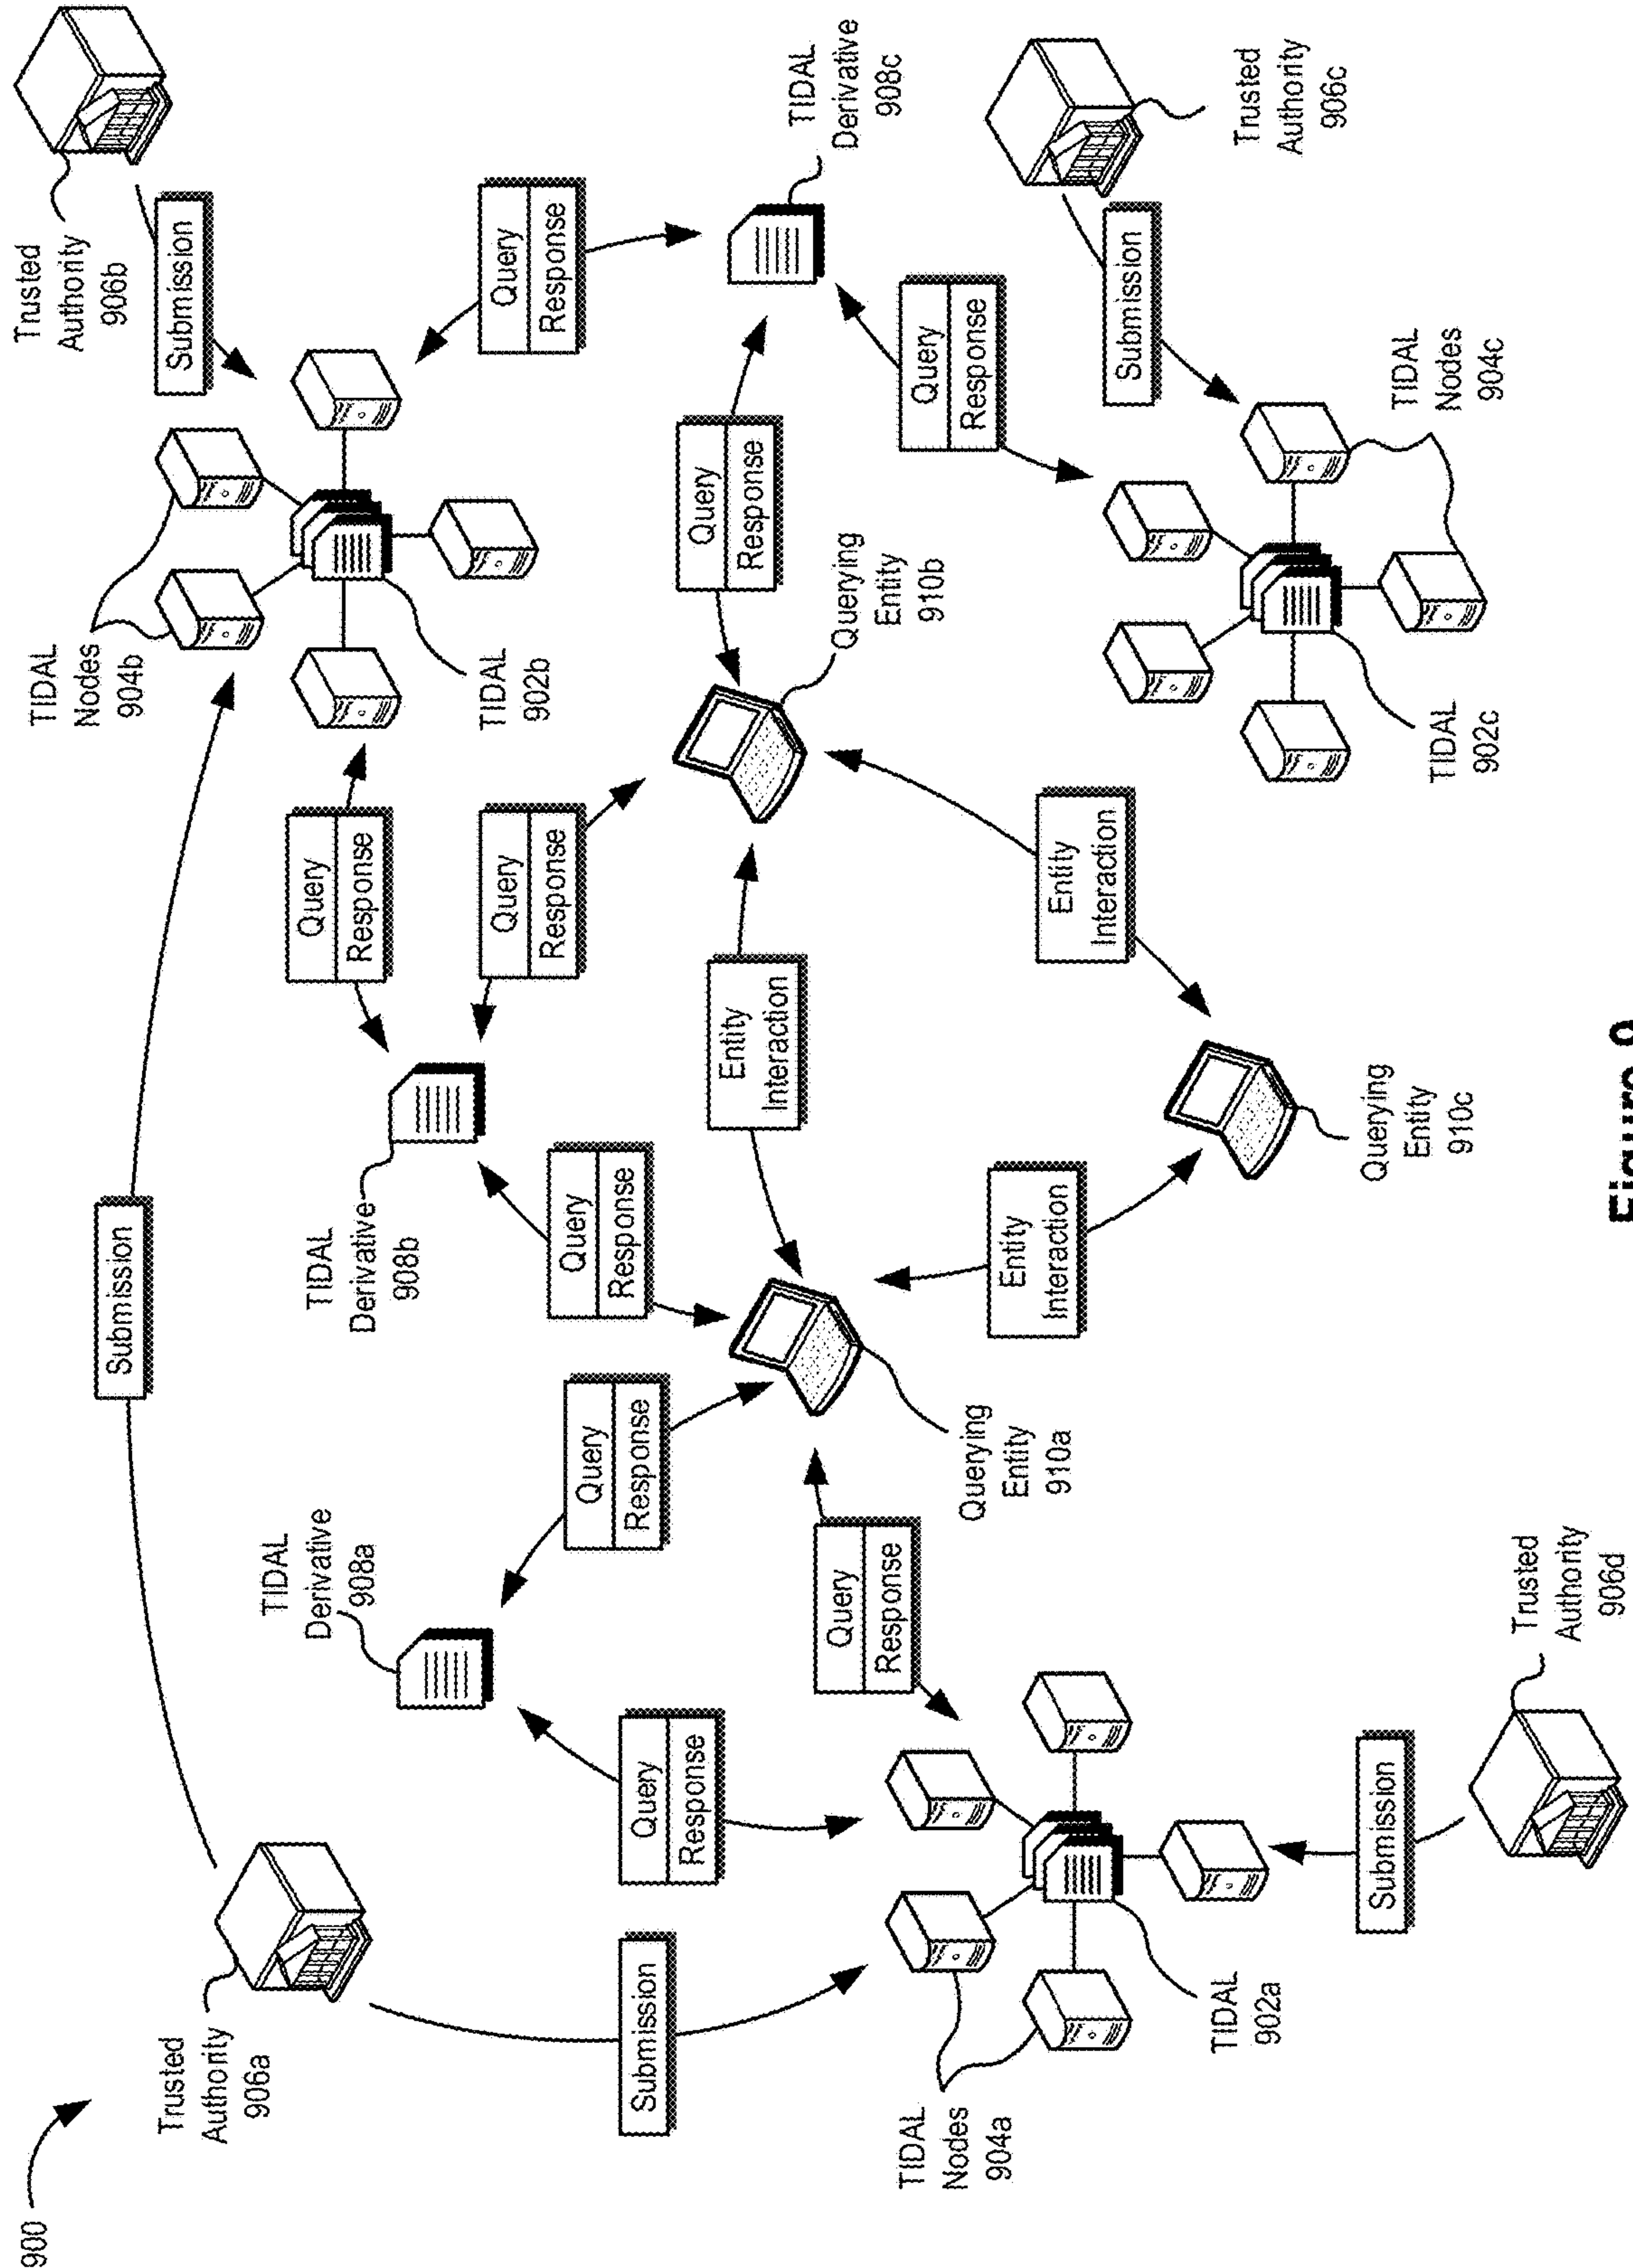 900
Trusted
Authority
906b
TIDAL
Nodes
904b
Submission
Submission
Trusted
Authority
906a
TIDAL
Derivative
908a
Query
Response
TIDAL
Derivative
908b
TIDAL
902b
Query
Response
Query
Response
Query
Response
Query
Response
Submission
Query
Response
Query
Response
Entity
Interaction
TIDAL
Derivative
908c
Query
Response
Querying
Entity
910b
Query
Response
TIDAL
Nodes
904a
Querying
Entity
910a
Entity
Interaction
Entity
Interaction
Submission
TIDAL
902a
Trusted
Authority
906c
Submission
Querying
Entity
910c
TIDAL
Nodes
904c
TIDAL
902c
Trusted
Authority
906d
Figure 9